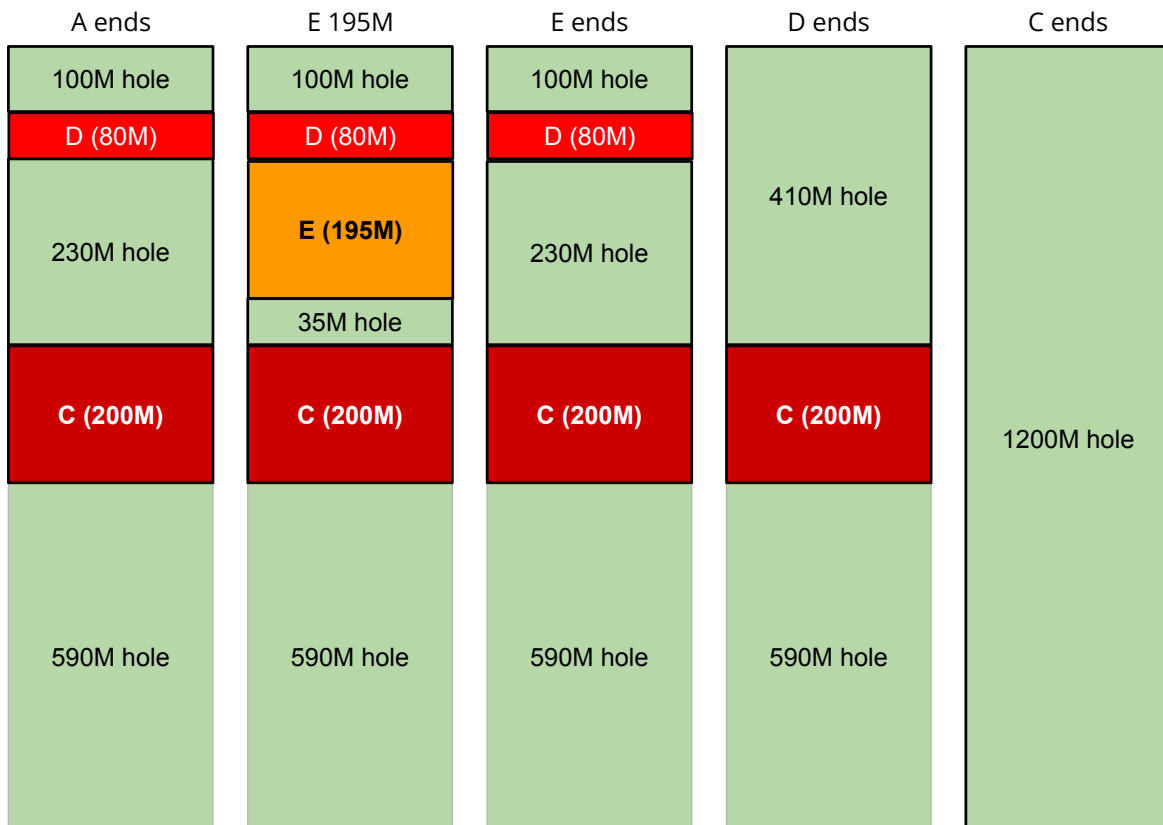 A ends
E 195M
E ends
D ends
C ends
100M hole
D (80M)
230M hole
C (200M)
590M hole
100M hole
D (80M)
E (195M)
35M hole
C (200M)
590M hole
100M hole
D (80M)
230M hole
C (200M)
590M hole
410M hole
C (200M)
590M hole
1200M hole